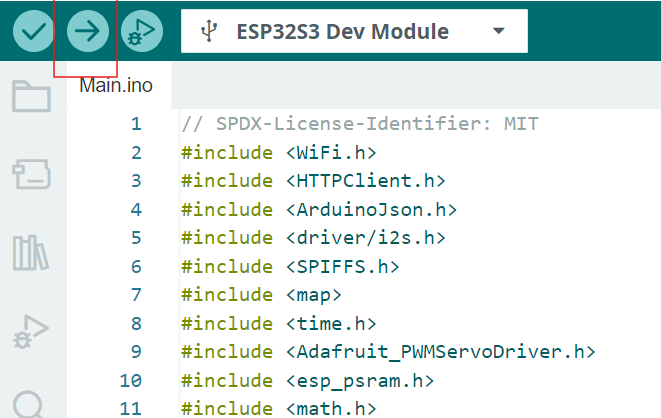 ESP32S3 Dev Module
Main.ino
1 // SPDX-License-Identifier: MIT
2 #include <WiFi.h>
3 #include <HTTPClient.h>
4 #include <ArduinoJson.h>
5 #include <driver/i2s.h>
6 #include <SPIFFS.h>
7 #include <map>
8 #include <time.h>
9 #include <Adafruit_PWMServoDriver.h>
10 #include <esp_psram.h>
11 #include <math.h>